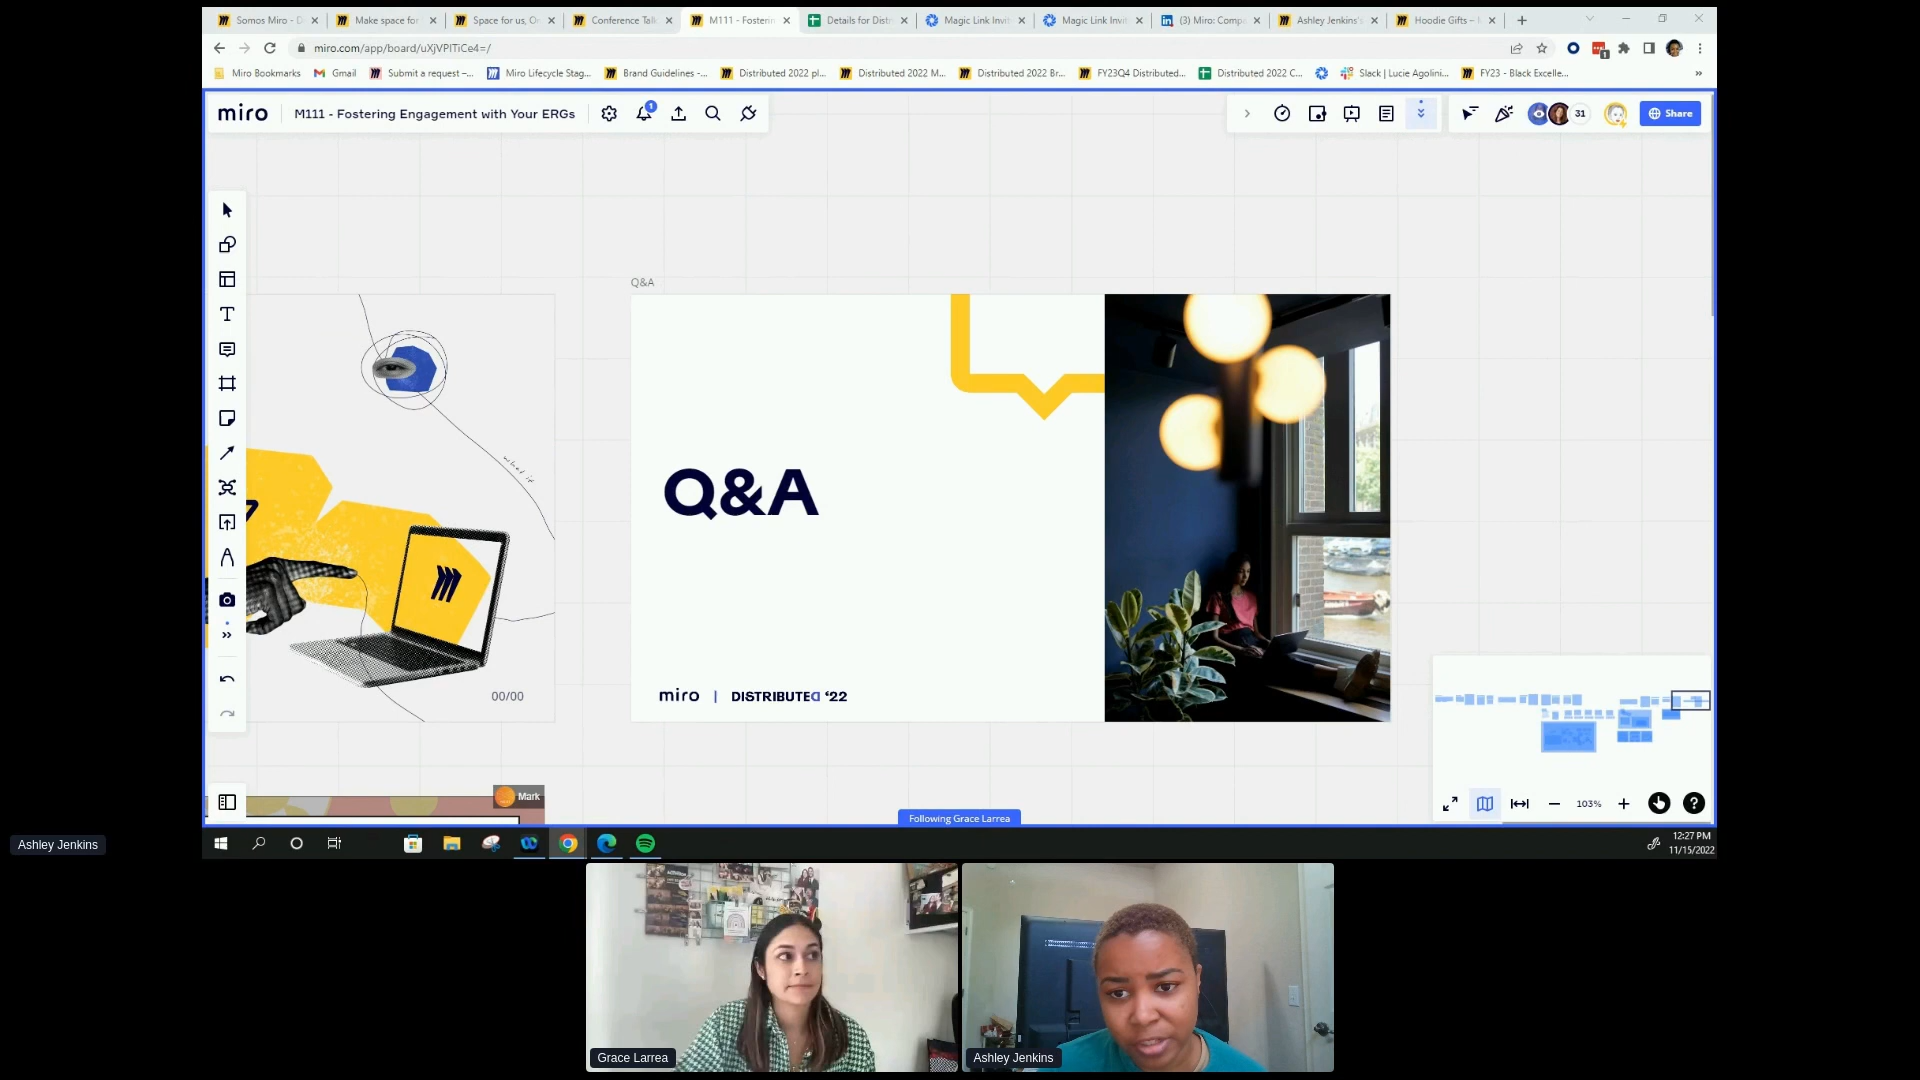 Somos Miro - D
Make space for
Space for us, O
Conference Talk
M111 - Fosterin
Details for Distr
Magic Link Invit
Magic Link Invit
(3) Miro: Compa
Ashley Jenkins's
Hoodie Gifts –
miro.com/app/board/uXjVPITiCe4=/
Miro Bookmarks
Gmail
Submit a request –...
Miro Lifecycle Stag...
Brand Guidelines -...
Distributed 2022 pl...
Distributed 2022 M...
Distributed 2022 Br...
FY23Q4 Distributed...
Distributed 2022 C...
Slack | Lucie Agolini...
FY23 - Black Excelle...
miro
M111 - Fostering Engagement with Your ERGs
1
31
Share
Q&A
what if
Q&A
00/00
miro | DISTRIBUTED '22
Mark
103%
Following Grace Larrea
12:27 PM
11/15/2022
Ashley Jenkins
Grace Larrea
Ashley Jenkins